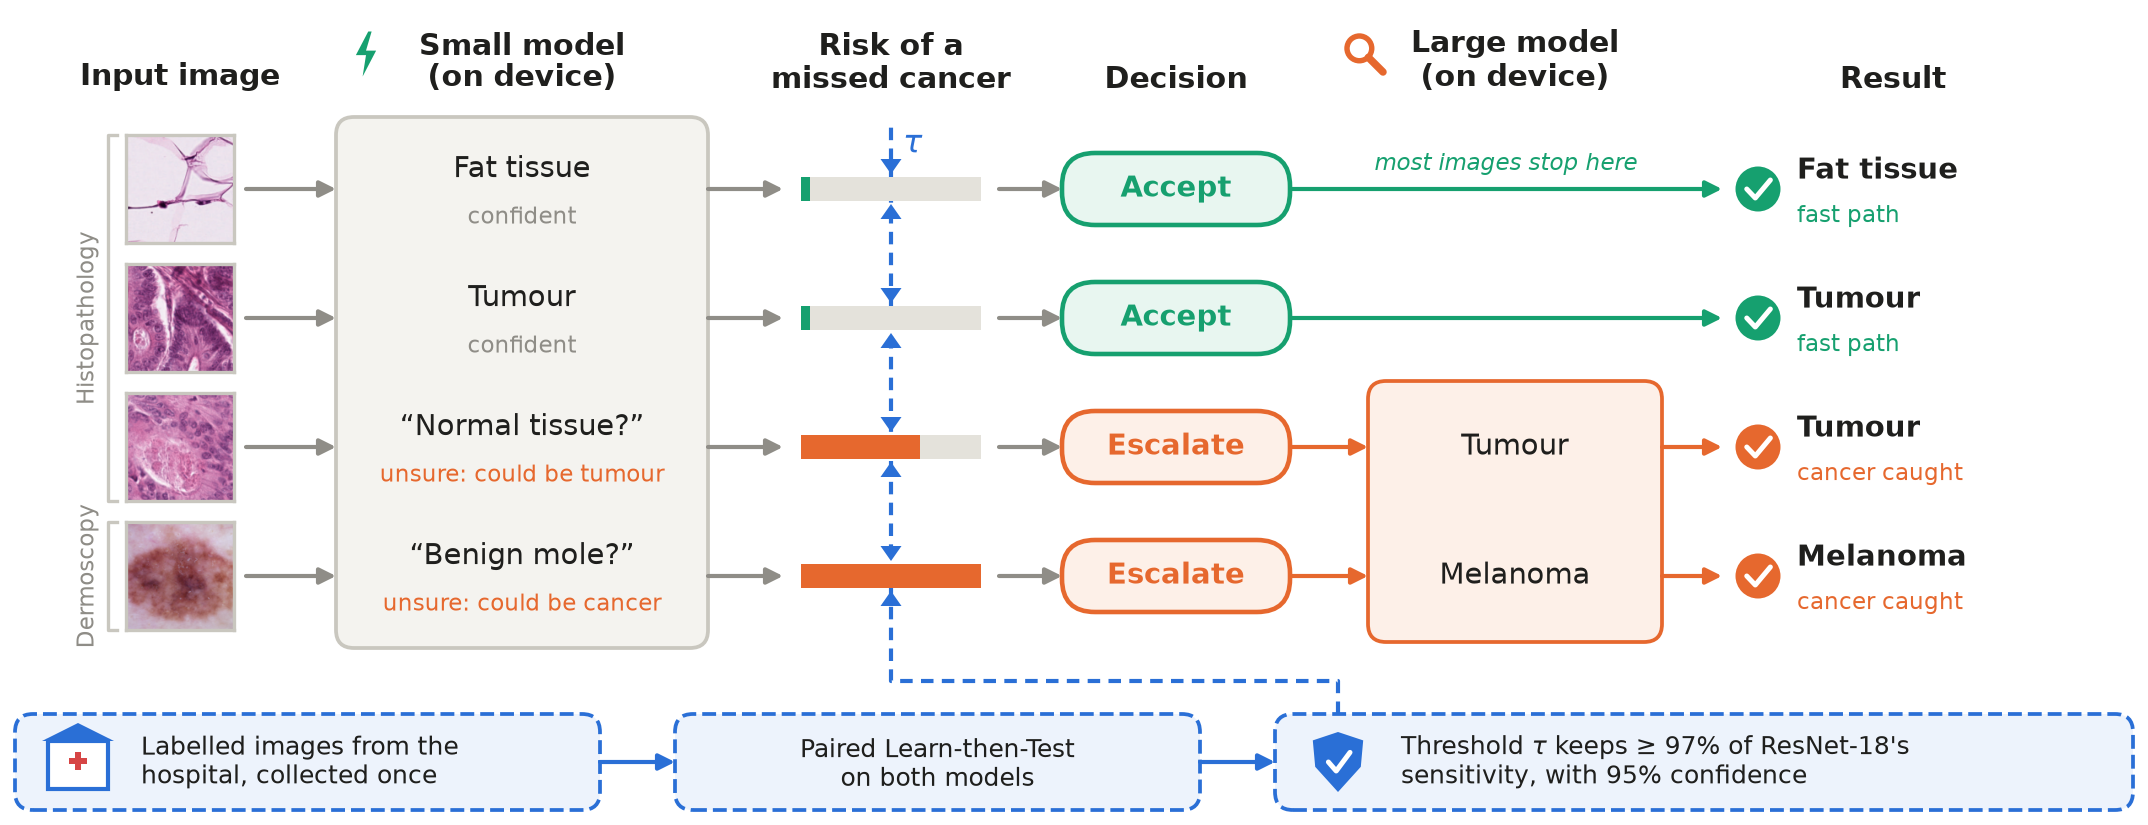 Input image
Small model
(on device)
Risk of a
missed cancer
Decision
Large model
(on device)
Result
Histopathology
Dermoscopy
τ
Fat tissue
confident
Accept
most images stop here
Fat tissue
fast path
Tumour
confident
Accept
Tumour
fast path
“Normal tissue?”
unsure: could be tumour
Escalate
Tumour
Tumour
cancer caught
“Benign mole?”
unsure: could be cancer
Escalate
Melanoma
Melanoma
cancer caught
Labelled images from the
hospital, collected once
Paired Learn-then-Test
on both models
Threshold τ keeps ≥ 97% of ResNet-18's
sensitivity, with 95% confidence